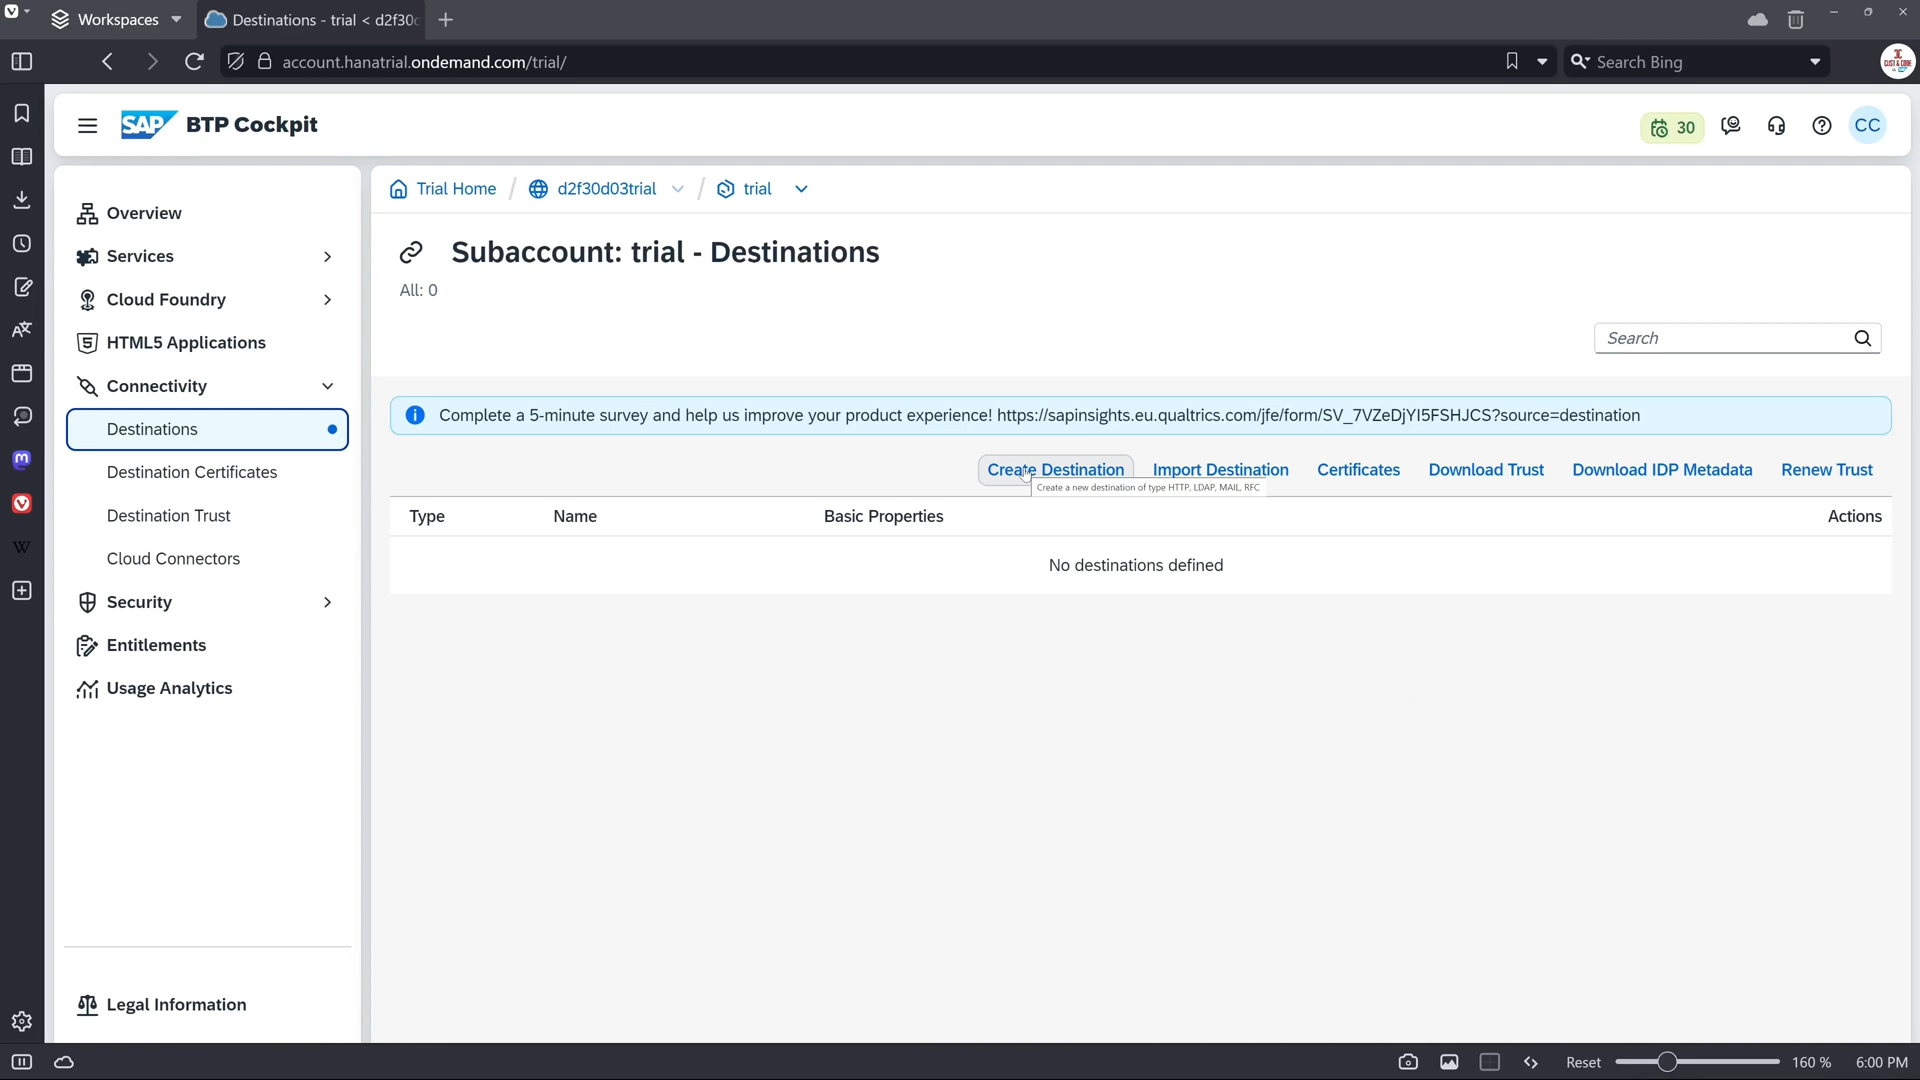 Workspaces
Destinations - trial < d2f30c
account.hanatrial.ondemand.com/trial/
Search Bing
SAP BTP Cockpit
30
CC
Overview
Services
Cloud Foundry
HTML5 Applications
Connectivity
Destinations
Destination Certificates
Destination Trust
Cloud Connectors
Security
Entitlements
Usage Analytics
Legal Information
Trial Home / d2f30d03trial / trial
Subaccount: trial - Destinations
All: 0
Search
Complete a 5-minute survey and help us improve your product experience! https://sapinsights.eu.qualtrics.com/jfe/form/SV_7VZeDjYI5FSHJCS?source=destination
Create Destination Import Destination Certificates Download Trust Download IDP Metadata Renew Trust
Create a new destination of type HTTP, LDAP, MAIL, RFC
Type Name Basic Properties Actions
No destinations defined
Reset 160 % 6:00 PM